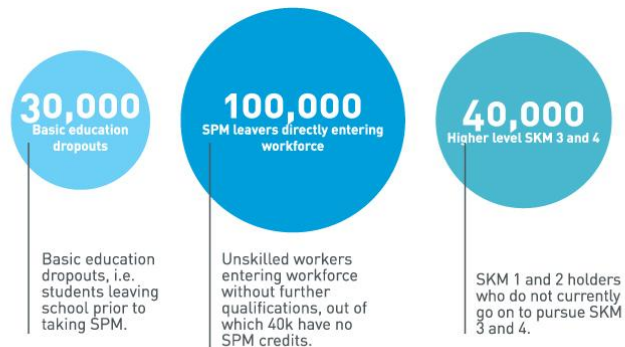 30,000
Basic education
dropouts
100,000
SPM leavers directly entering
workforce
40,000
Higher level SKM 3 and 4
Basic education
dropouts, i.e.
students leaving
school prior to
taking SPM.
Unskilled workers
entering workforce
without further
qualifications, out of
which 40k have no
SPM credits.
SKM 1 and 2 holders
who do not currently
go on to pursue SKM
3 and 4.